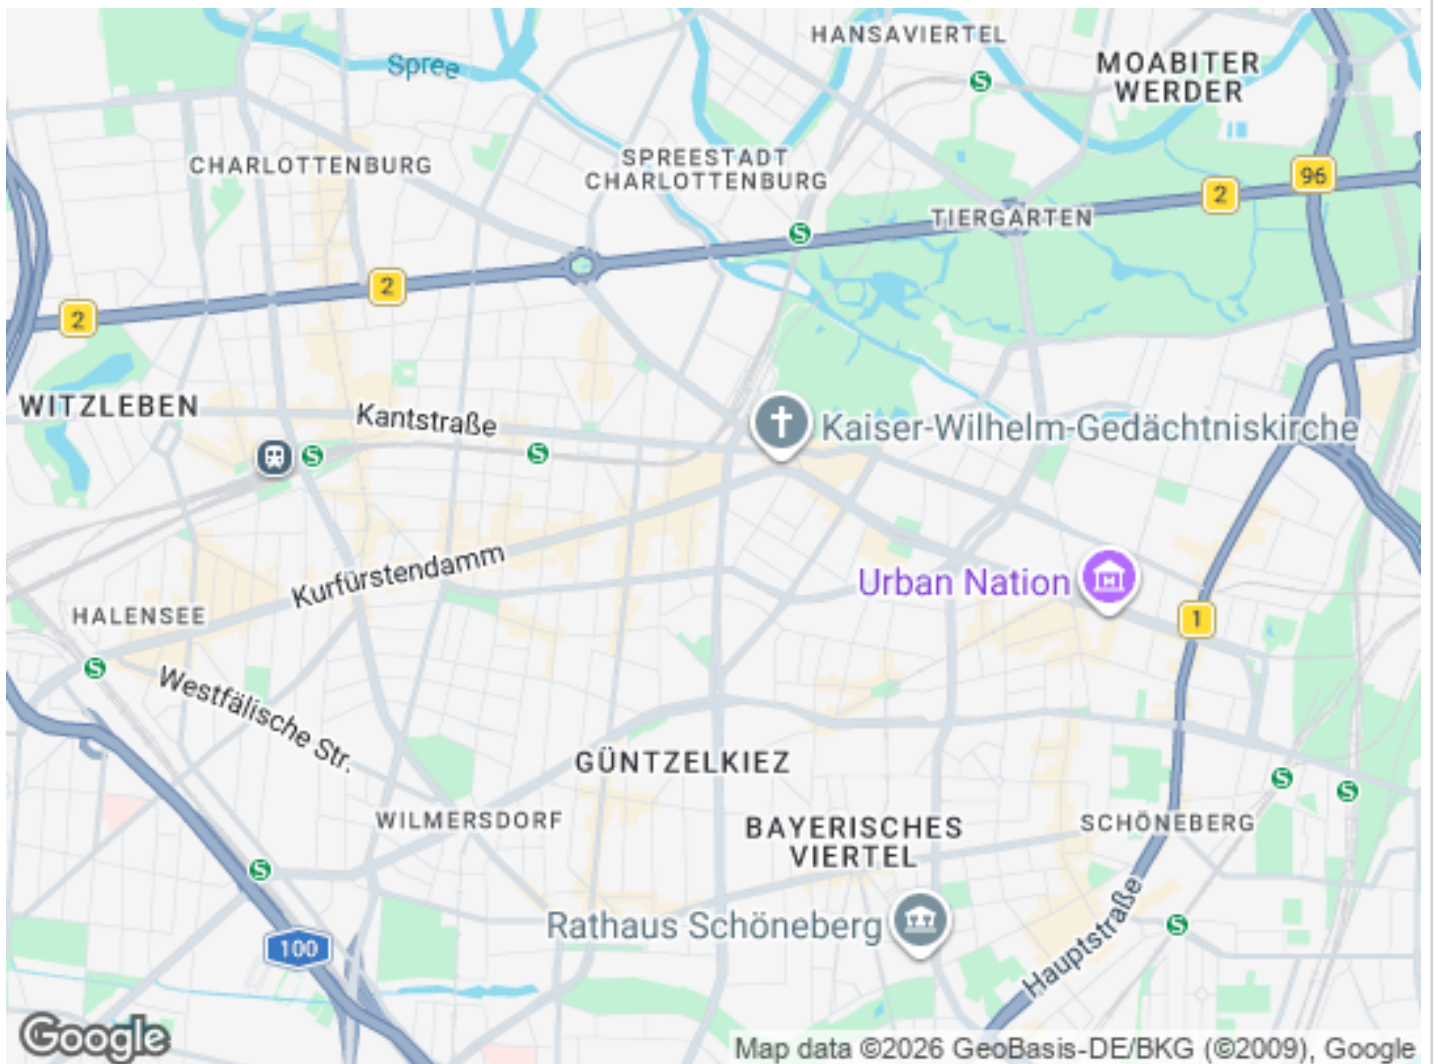 HANSAVIERTEL
Spree
MOABITER
WERDER
CHARLOTTENBURG
SPREESTADT
CHARLOTTENBURG
S
96
2
TIERGARTEN
S
2
2
WITZLEBEN
Kantstraße
Kaiser-Wilhelm-Gedächtniskirche
S
S
Kurfürstendamm
Urban Nation
HALENSEE
1
S
Westfälische Str.
GÜNTZELKIEZ
S
S
WILMERSDORF
BAYERISCHES
VIERTEL
SCHÖNEBERG
S
Rathaus Schöneberg
S
100
Hauptstraße
Google
Map data ©2026 GeoBasis-DE/BKG (©2009), Google